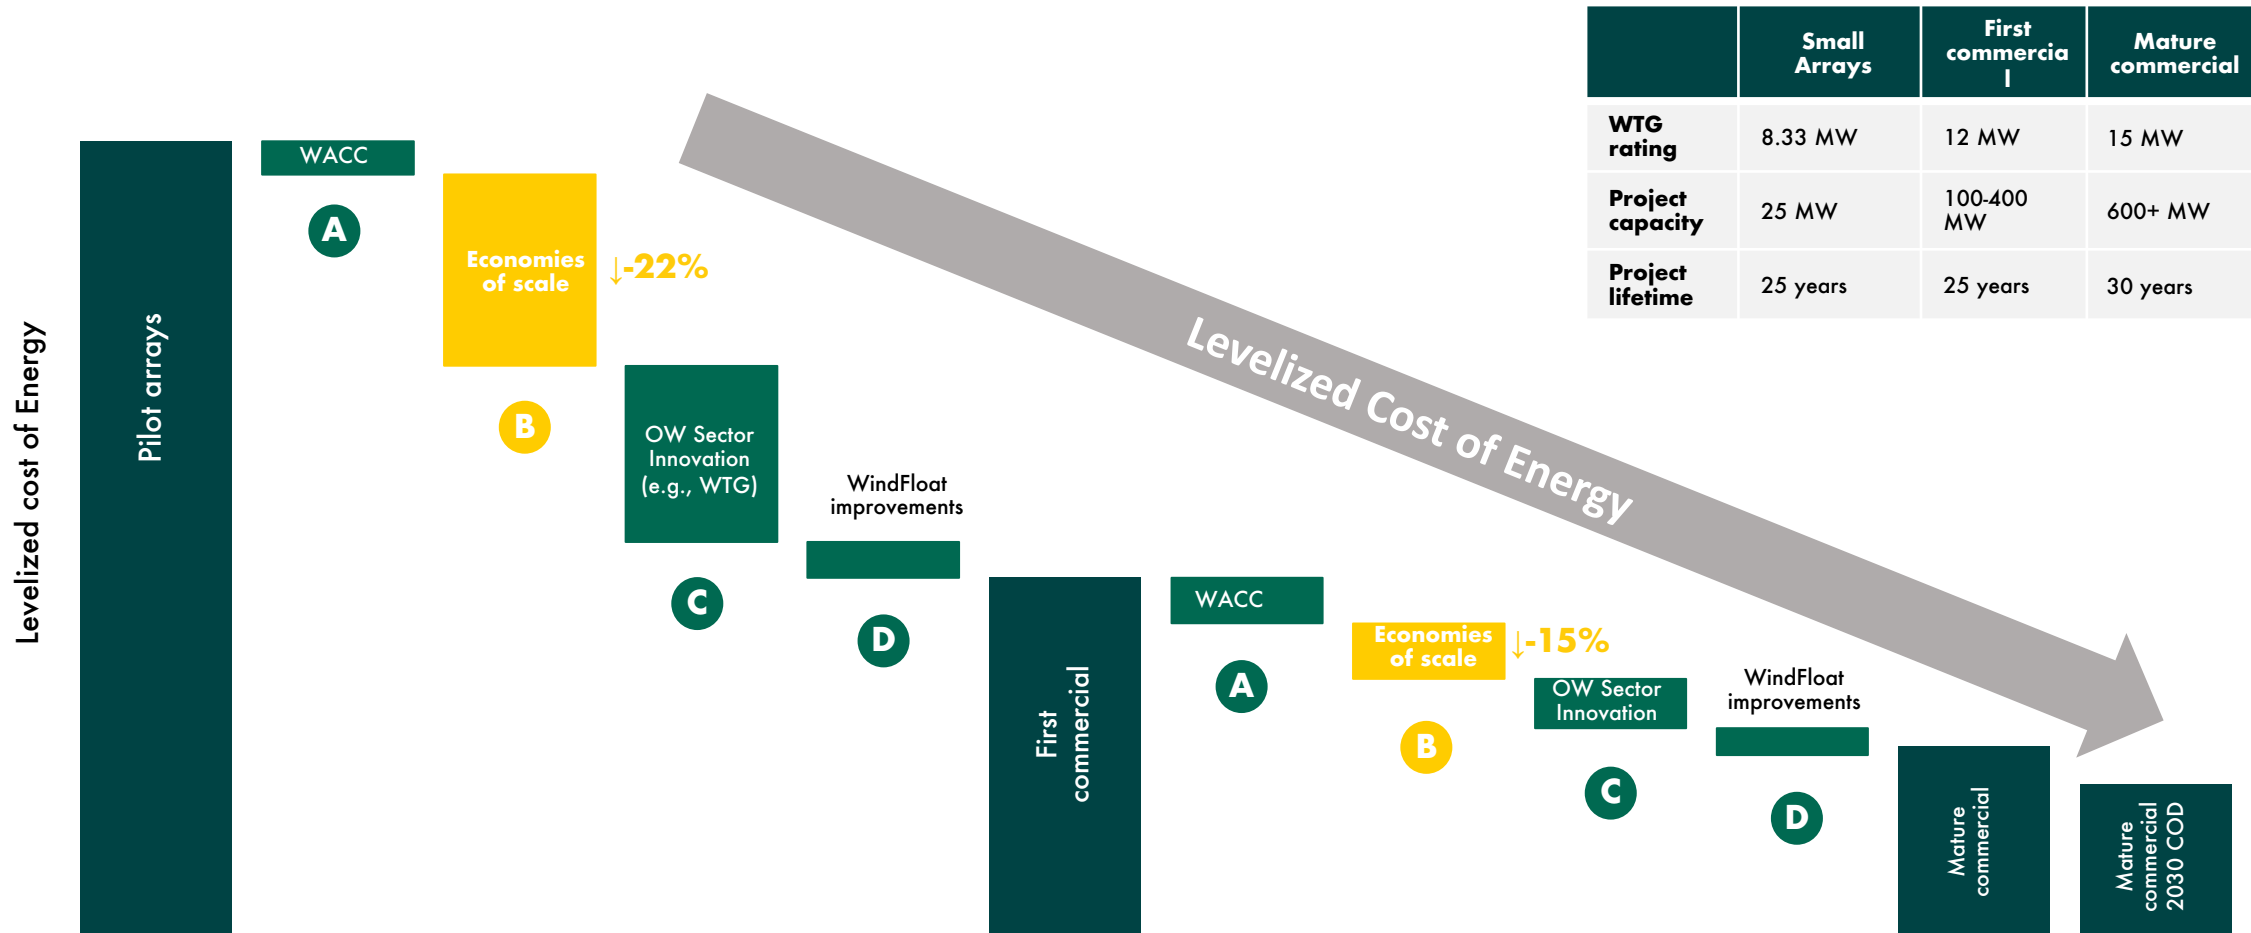 Small
Arrays
First
commercia
l
Mature
commercial
WTG
rating
8.33 MW
12 MW
15 MW
Project
capacity
25 MW
100-400
MW
600+ MW
Project
lifetime
25 years
25 years
30 years
Levelized cost of Energy
Pilot arrays
WACC
A
Economies
of scale
↓-22%
B
OW Sector
Innovation
(e.g., WTG)
C
WindFloat
improvements
D
Levelized Cost of Energy
First
commercial
WACC
A
Economies
of scale
↓-15%
B
OW Sector
Innovation
C
WindFloat
improvements
D
Mature
commercial
Mature
commercial
2030 COD